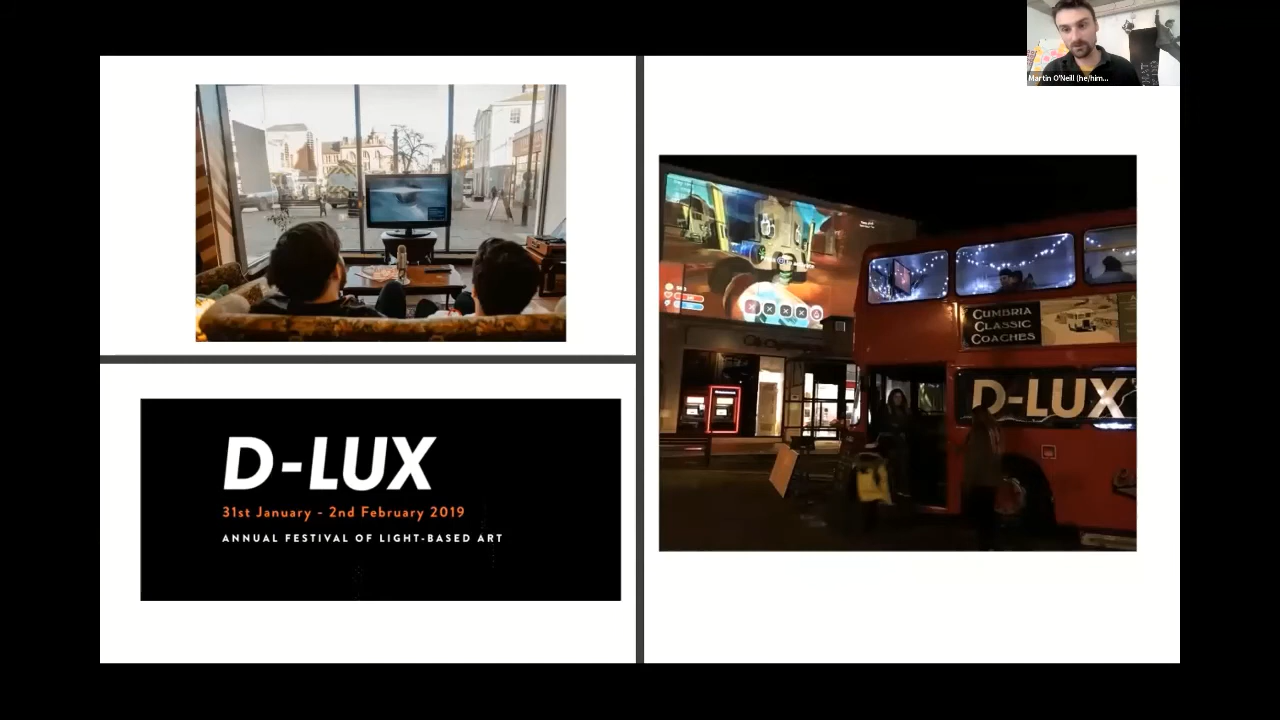 Martin O'Neill (he/him...
D-LUX
31st January - 2nd February 2019
ANNUAL FESTIVAL OF LIGHT-BASED ART
CUMBRIA
CLASSIC
COACHES
D-LUX